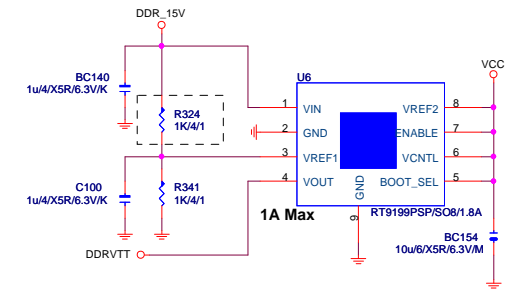 DDR_15V
VCC
BC140
1u/4/X5R/6.3V/K
U6
R324
1K/4/1
1 VIN VREF2 8
2 GND ENABLE 7
3 VREF1 VCNTL 6
4 VOUT BOOT_SEL 5
GND
9
C100
1u/4/X5R/6.3V/K
R341
1K/4/1
1A Max
RT9199PSP/SO8/1.8A
BC154
10u/6/X5R/6.3V/M
DDRVTT